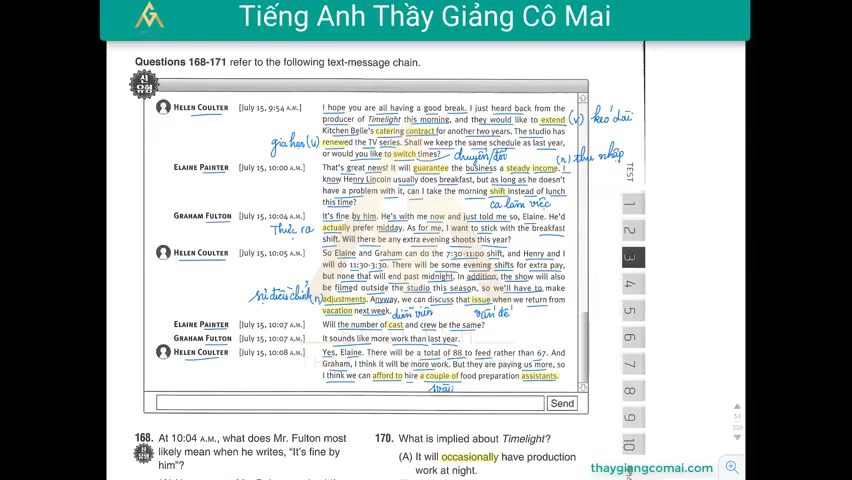 Tiếng Anh Thầy Giảng Cô Mai
Questions 168-171 refer to the following text-message chain.
HELEN COULTER [July 15, 9:54 A.M.] I hope you are all having a good break. I just heard back from the
producer of Timelight this morning, and they would like to extend (v) kéo dài
Kitchen Belle's catering contract for another two years. The studio has
gia hạn (v) renewed the TV series. Shall we keep the same schedule as last year,
or would you like to switch times? chuyển/đổi
(n) thu nhập
ELAINE PAINTER [July 15, 10:00 A.M.] That's great news! It will guarantee the business a steady income. I
know Henry Lincoln usually does breakfast, but as long as he doesn't
have a problem with it, can I take the morning shift instead of lunch
this time? ca làm việc
GRAHAM FULTON [July 15, 10:04 A.M.] It's fine by him. He's with me now and just told me so, Elaine. He'd
Thực ra actually prefer midday. As for me, I want to stick with the breakfast
shift. Will there be any extra evening shoots this year?
HELEN COULTER [July 15, 10:05 A.M.] So Elaine and Graham can do the 7:30-11:00 shift, and Henry and I
will do 11:30-3:30. There will be some evening shifts for extra pay,
but none that will end past midnight. In addition, the show will also
be filmed outside the studio this season, so we'll have to make
sự điều chỉnh (n) adjustments. Anyway, we can discuss that issue when we return from
vacation next week. diễn viên vấn đề
ELAINE PAINTER [July 15, 10:07 A.M.] Will the number of cast and crew be the same?
GRAHAM FULTON [July 15, 10:07 A.M.] It sounds like more work than last year.
HELEN COULTER [July 15, 10:08 A.M.] Yes, Elaine. There will be a total of 88 to feed rather than 67. And
Graham, I think it will be more work. But they are paying us more, so
I think we can afford to hire a couple of food preparation assistants.
Send
TEST
1
2
3
4
5
6
7
8
9
10
168. At 10:04 A.M., what does Mr. Fulton most
likely mean when he writes, "It's fine by
him"?
170. What is implied about Timelight?
(A) It will occasionally have production
work at night.
thaygiangcomai.com